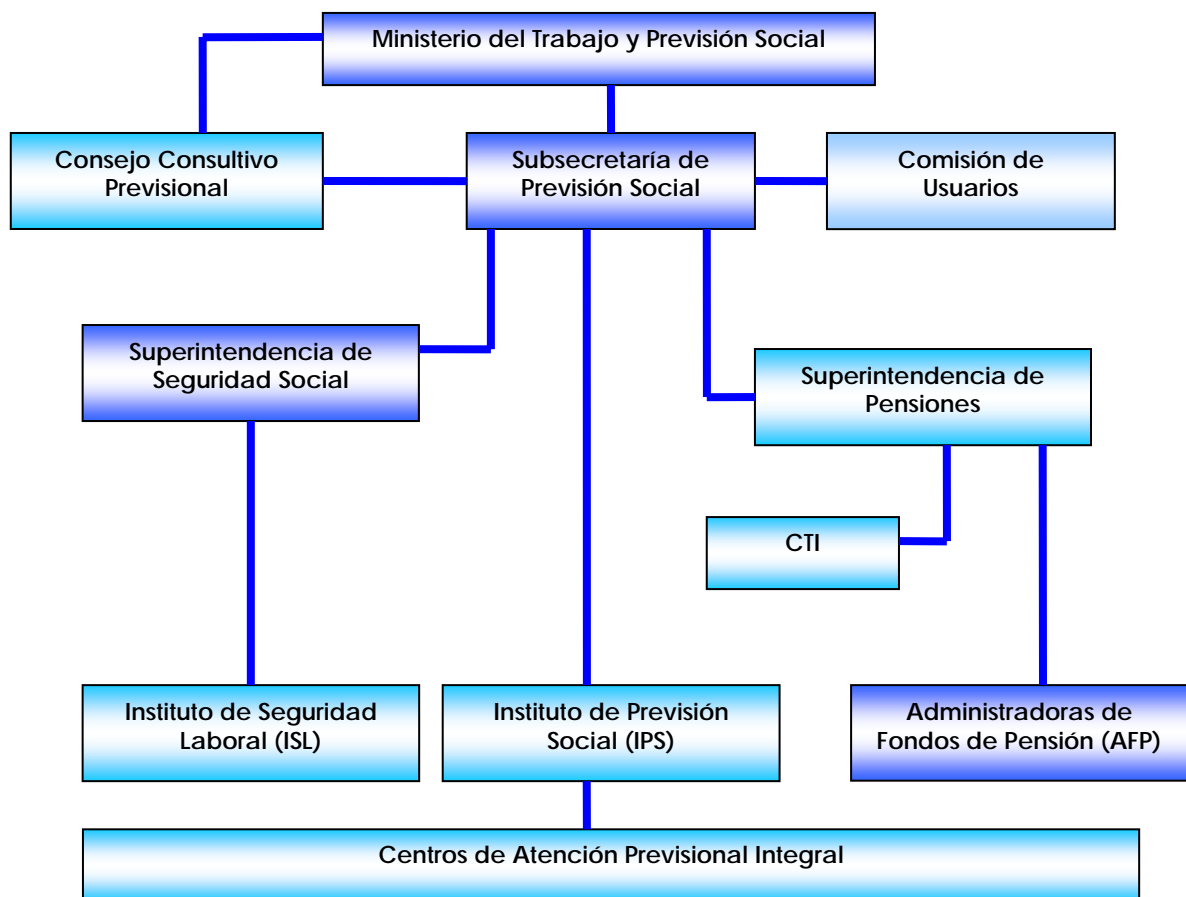 Ministerio del Trabajo y Previsión Social
Consejo Consultivo
Previsional
Subsecretaría de
Previsión Social
Comisión de
Usuarios
Superintendencia de
Seguridad Social
Superintendencia de
Pensiones
CTI
Instituto de Seguridad
Laboral (ISL)
Instituto de Previsión
Social (IPS)
Administradoras de
Fondos de Pensión (AFP)
Centros de Atención Previsional Integral